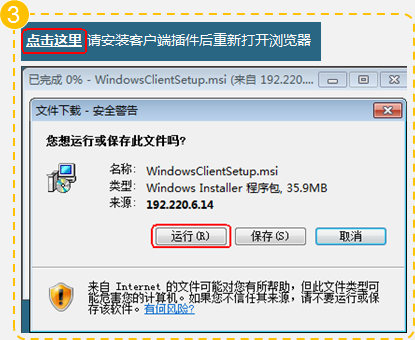 3
点击这里 请安装客户端插件后重新打开浏览器
已完成 0% - WindowsClientSetup.msi (来自 192.220....
文件下载 - 安全警告
您想运行或保存此文件吗?
名称: WindowsClientSetup.msi
类型: Windows Installer 程序包, 35.9MB
来源: 192.220.6.14
运行(R) 保存(S) 取消
来自 Internet 的文件可能对您有所帮助，但此文件类型可
能危害您的计算机。如果您不信任其来源，请不要运行或保
存该软件。有何风险?